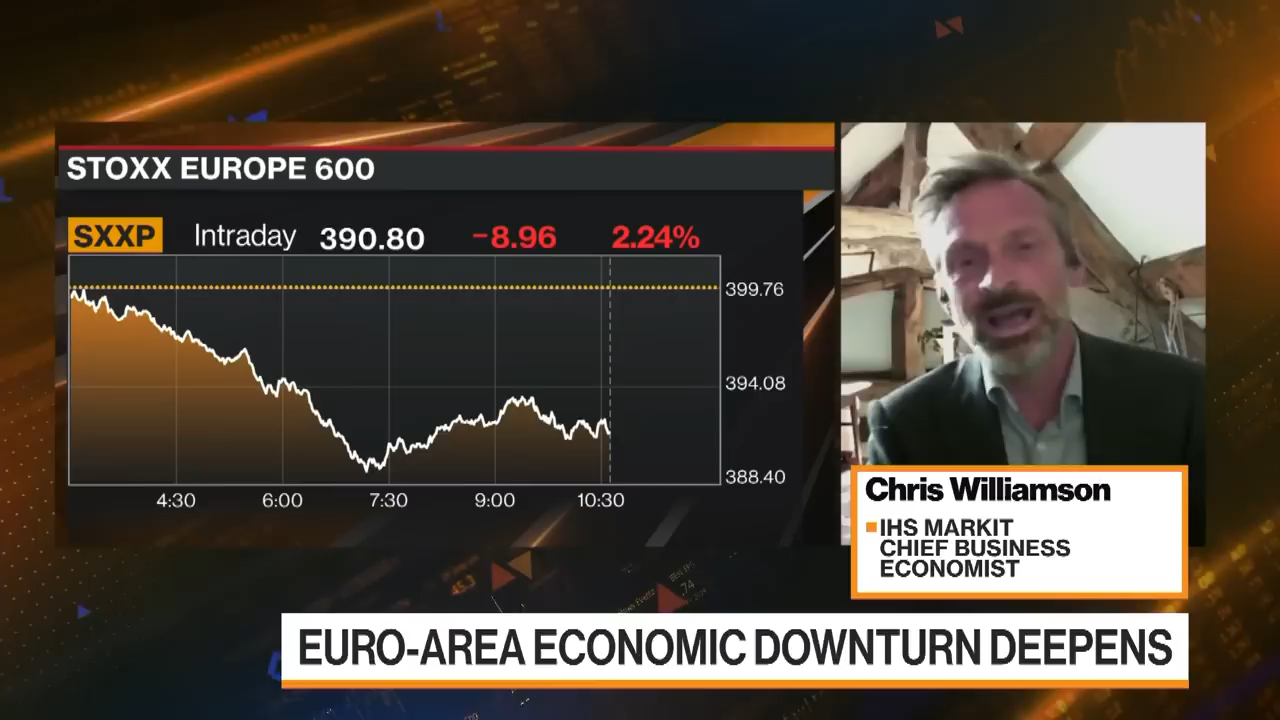 STOXX EUROPE 600
SXXP Intraday 390.80 −8.96 2.24%
399.76
394.08
388.40
4:30 6:00 7:30 9:00 10:30
Chris Williamson
IHS MARKIT
CHIEF BUSINESS
ECONOMIST
EURO-AREA ECONOMIC DOWNTURN DEEPENS